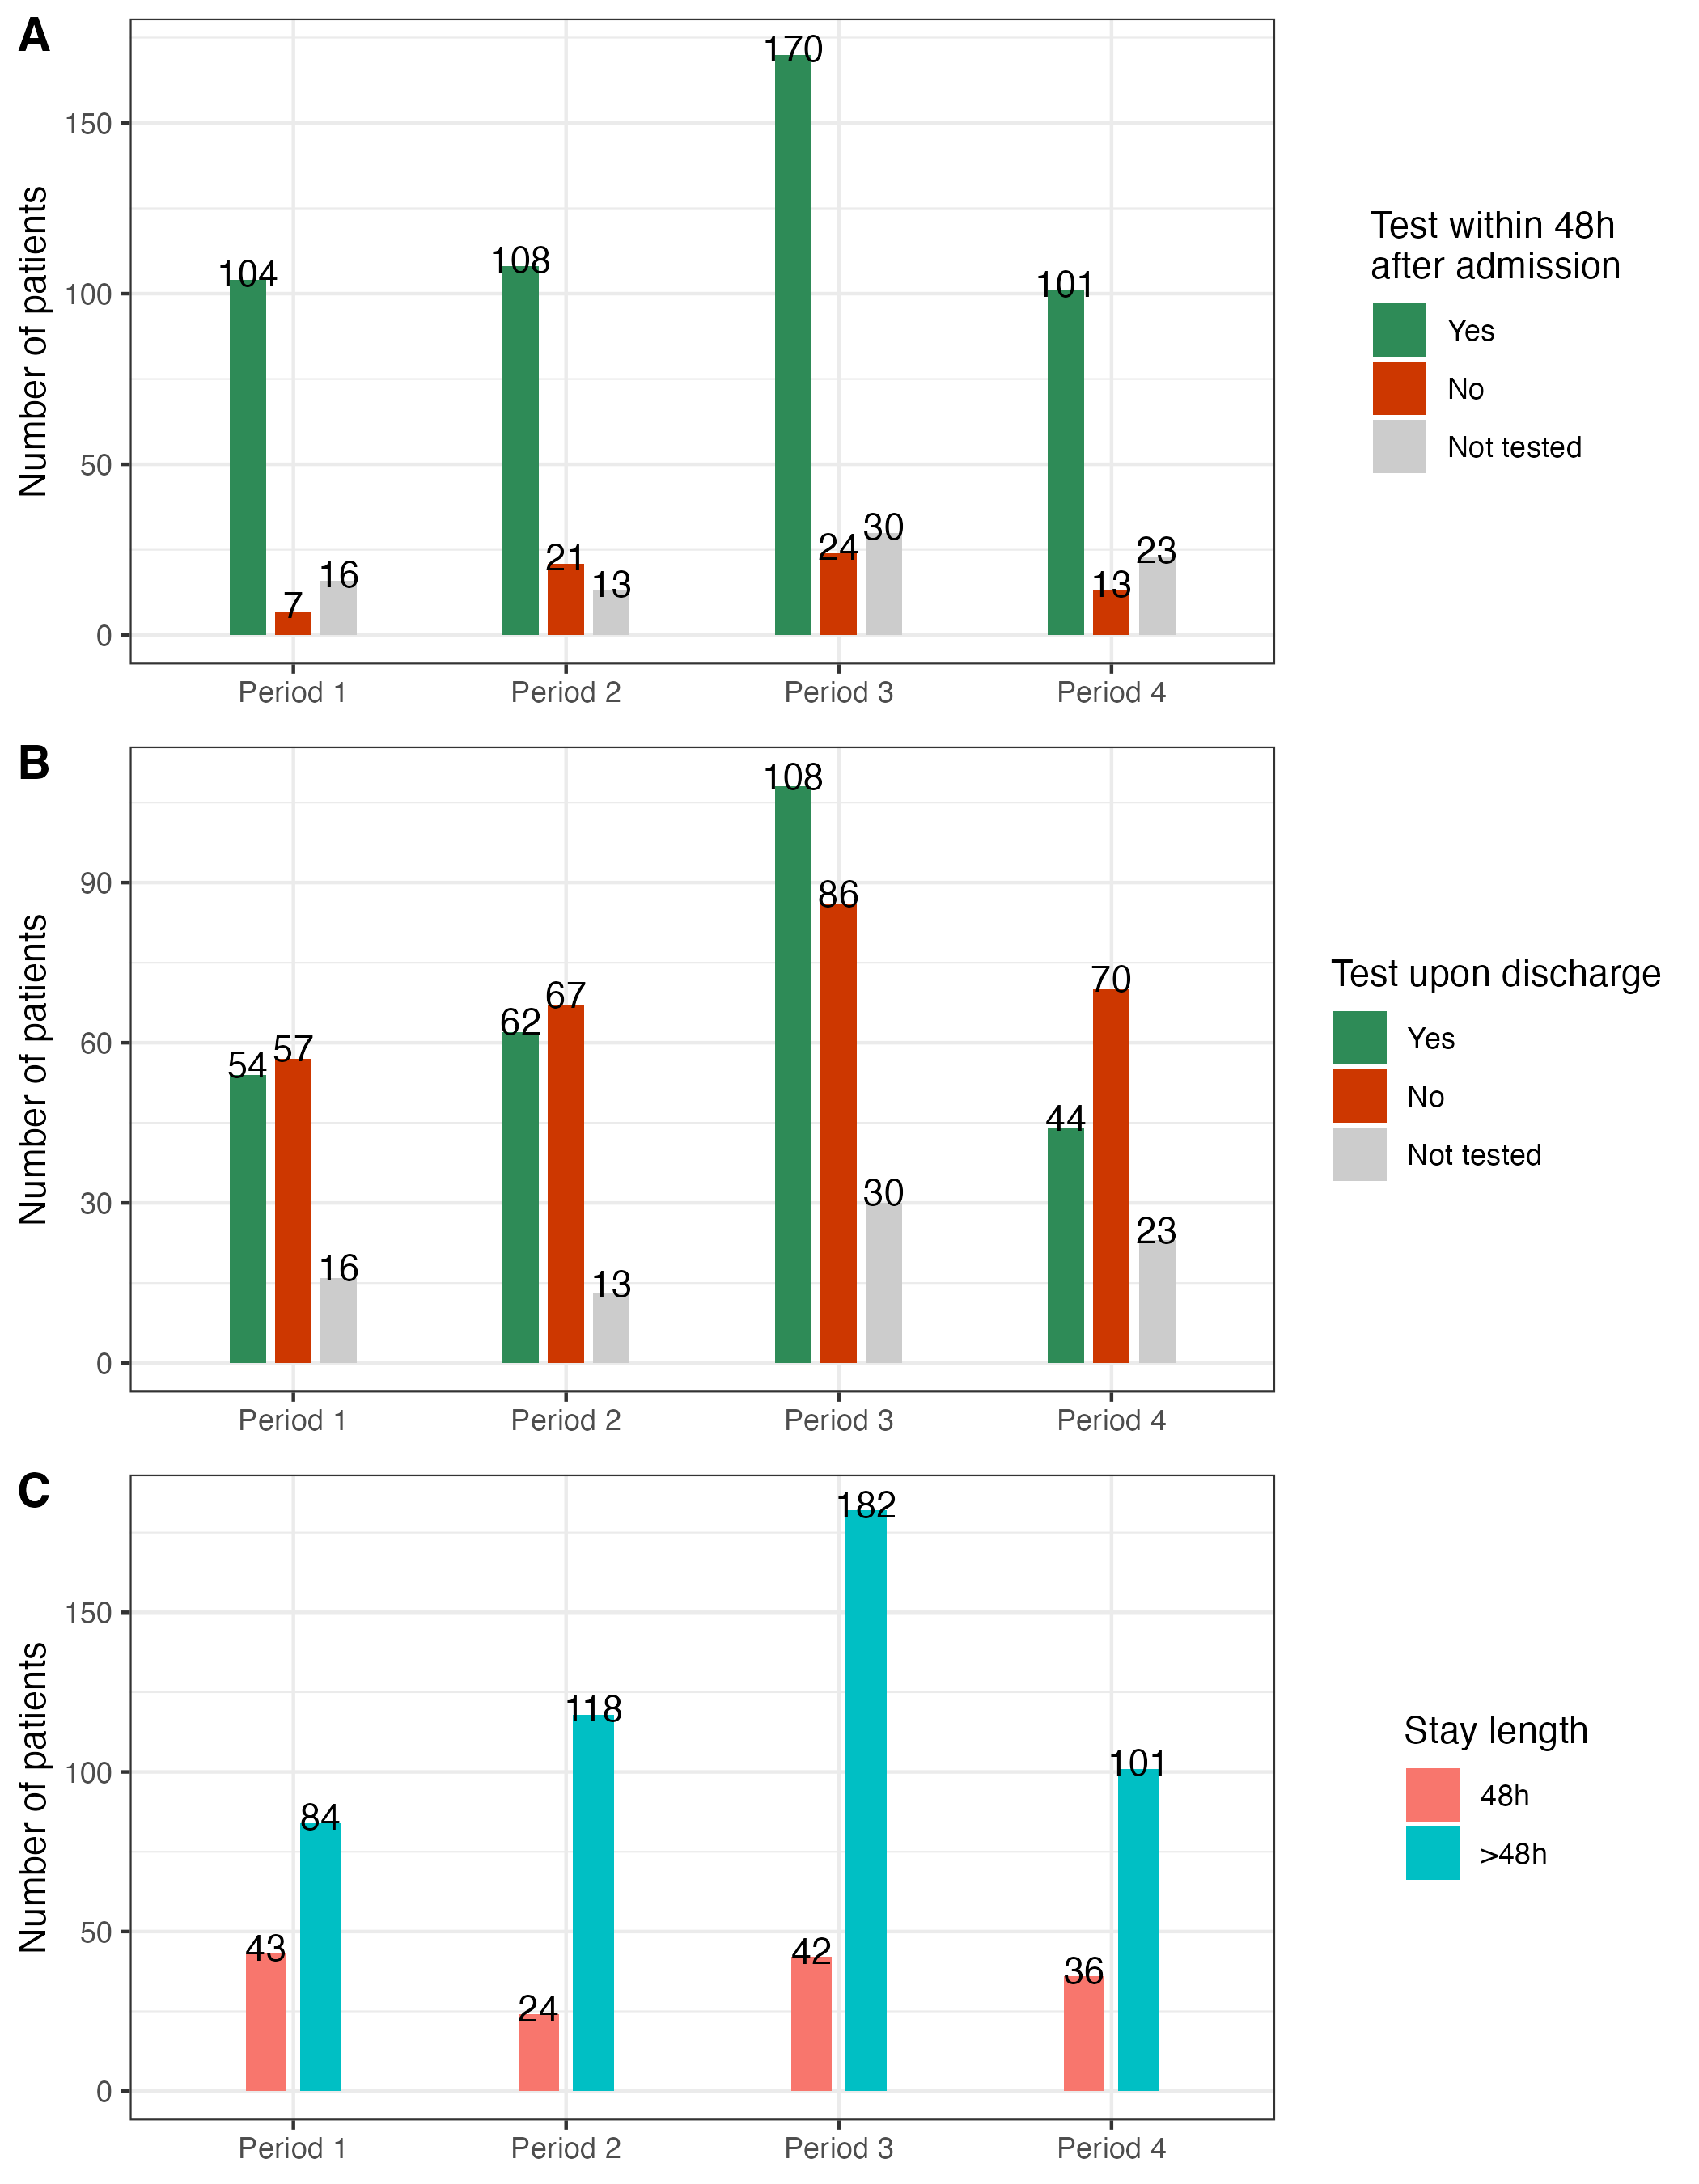 A
Number of patients
150
100
50
0
104
7
16
108
21
13
170
24
30
101
13
23
Period 1
Period 2
Period 3
Period 4
Test within 48h
after admission
Yes
No
Not tested
B
Number of patients
90
60
30
0
54
57
16
62
67
13
108
86
30
44
70
23
Period 1
Period 2
Period 3
Period 4
Test upon discharge
Yes
No
Not tested
C
Number of patients
150
100
50
0
43
84
24
118
42
182
36
101
Period 1
Period 2
Period 3
Period 4
Stay length
48h
>48h